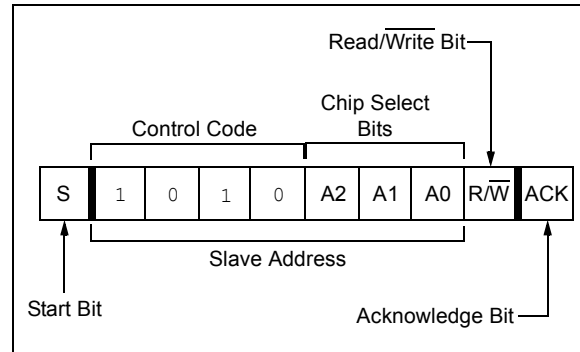 Read/Write Bit
Chip Select
Bits
Control Code
S 1 0 1 0 A2 A1 A0 R/W ACK
Slave Address
Start Bit
Acknowledge Bit